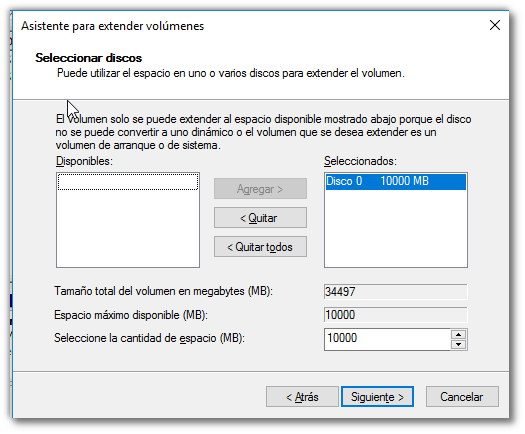 Asistente para extender volúmenes
Seleccionar discos
Puede utilizar el espacio en uno o varios discos para extender el volumen.
El volumen solo se puede extender al espacio disponible mostrado abajo porque el disco
no se puede convertir a uno dinámico o el volumen que se desea extender es un
volumen de arranque o de sistema.
Disponibles:
Seleccionados:
Agregar >
Disco 0 10000 MB
< Quitar
< Quitar todos
Tamaño total del volumen en megabytes (MB): 34497
Espacio máximo disponible (MB): 10000
Seleccione la cantidad de espacio (MB): 10000
< Atrás
Siguiente >
Cancelar